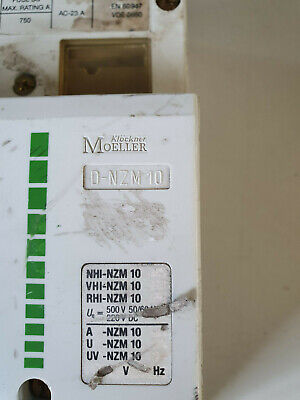 MAX. RATING A
750
AC-23 A
EN 60947
VDE 0660
Klöckner
MOELLER
D-NZM 10
NHI-NZM 10
VHI-NZM 10
RHI-NZM 10
500 V 50/60
220 V DC
A -NZM 10
U -NZM 10
UV -NZM 10
V Hz